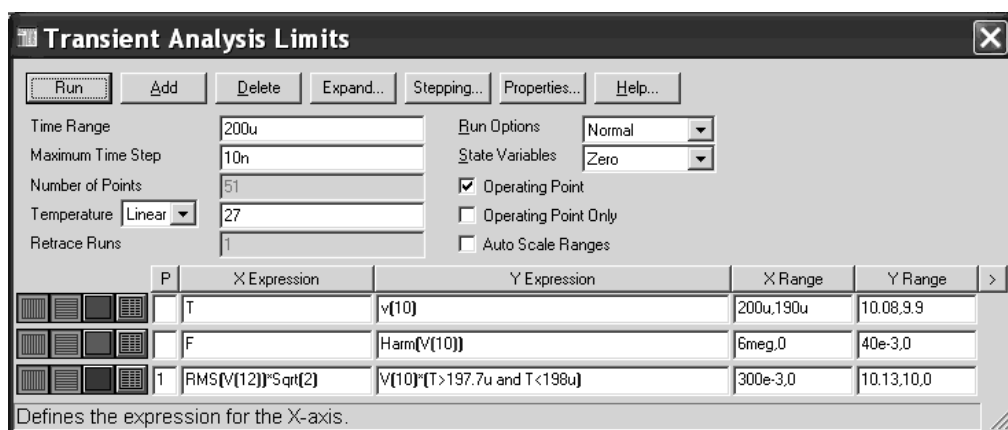 Transient Analysis Limits
Run Add Delete Expand... Stepping... Properties... Help...
Time Range 200u Run Options Normal
Maximum Time Step 10n State Variables Zero
Number of Points 51 Operating Point
Temperature Linear 27 Operating Point Only
Retrace Runs 1 Auto Scale Ranges
P X Expression Y Expression X Range Y Range >
T v(10) 200u,190u 10.08,9.9
F Harm(V(10)) 6meg,0 40e-3,0
1 RMS(V(12))*Sqrt(2) V(10)*(T>197.7u and T<198u) 300e-3,0 10.13,10,0
Defines the expression for the X-axis.